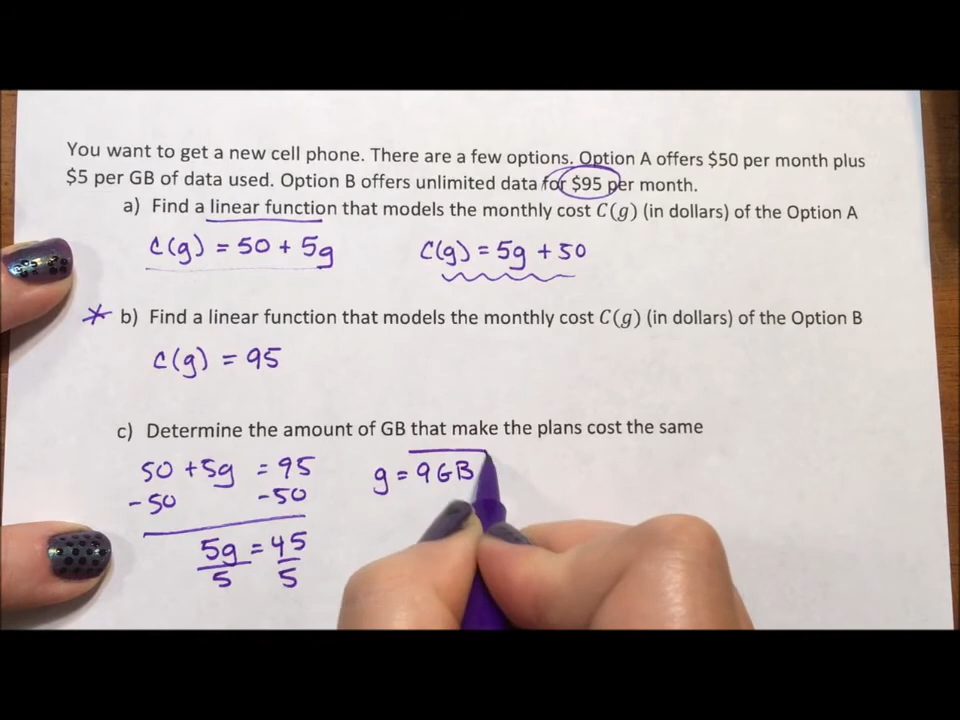 You want to get a new cell phone. There are a few options. Option A offers $50 per month plus
$5 per GB of data used. Option B offers unlimited data for $95 per month.
a) Find a linear function that models the monthly cost C(g) (in dollars) of the Option A
C(g) = 50 + 5g C(g) = 5g + 50
* b) Find a linear function that models the monthly cost C(g) (in dollars) of the Option B
C(g) = 95
c) Determine the amount of GB that make the plans cost the same
50 + 5g = 95 g = 9 GB
-50 -50
5g = 45
5 5